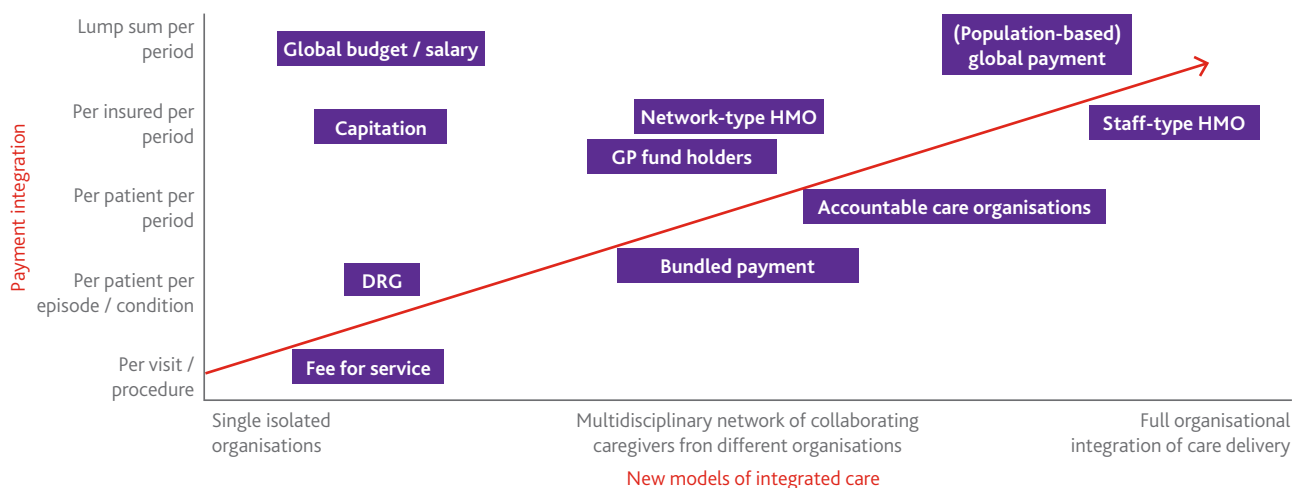 Payment integration
Lump sum per
period
Per insured per
period
Per patient per
period
Per patient per
episode / condition
Per visit /
procedure
Global budget / salary
(Population-based)
global payment
Capitation
Network-type HMO
Staff-type HMO
GP fund holders
Accountable care organisations
Bundled payment
DRG
Fee for service
Single isolated
organisations
Multidisciplinary network of collaborating
caregivers fron different organisations
Full organisational
integration of care delivery
New models of integrated care